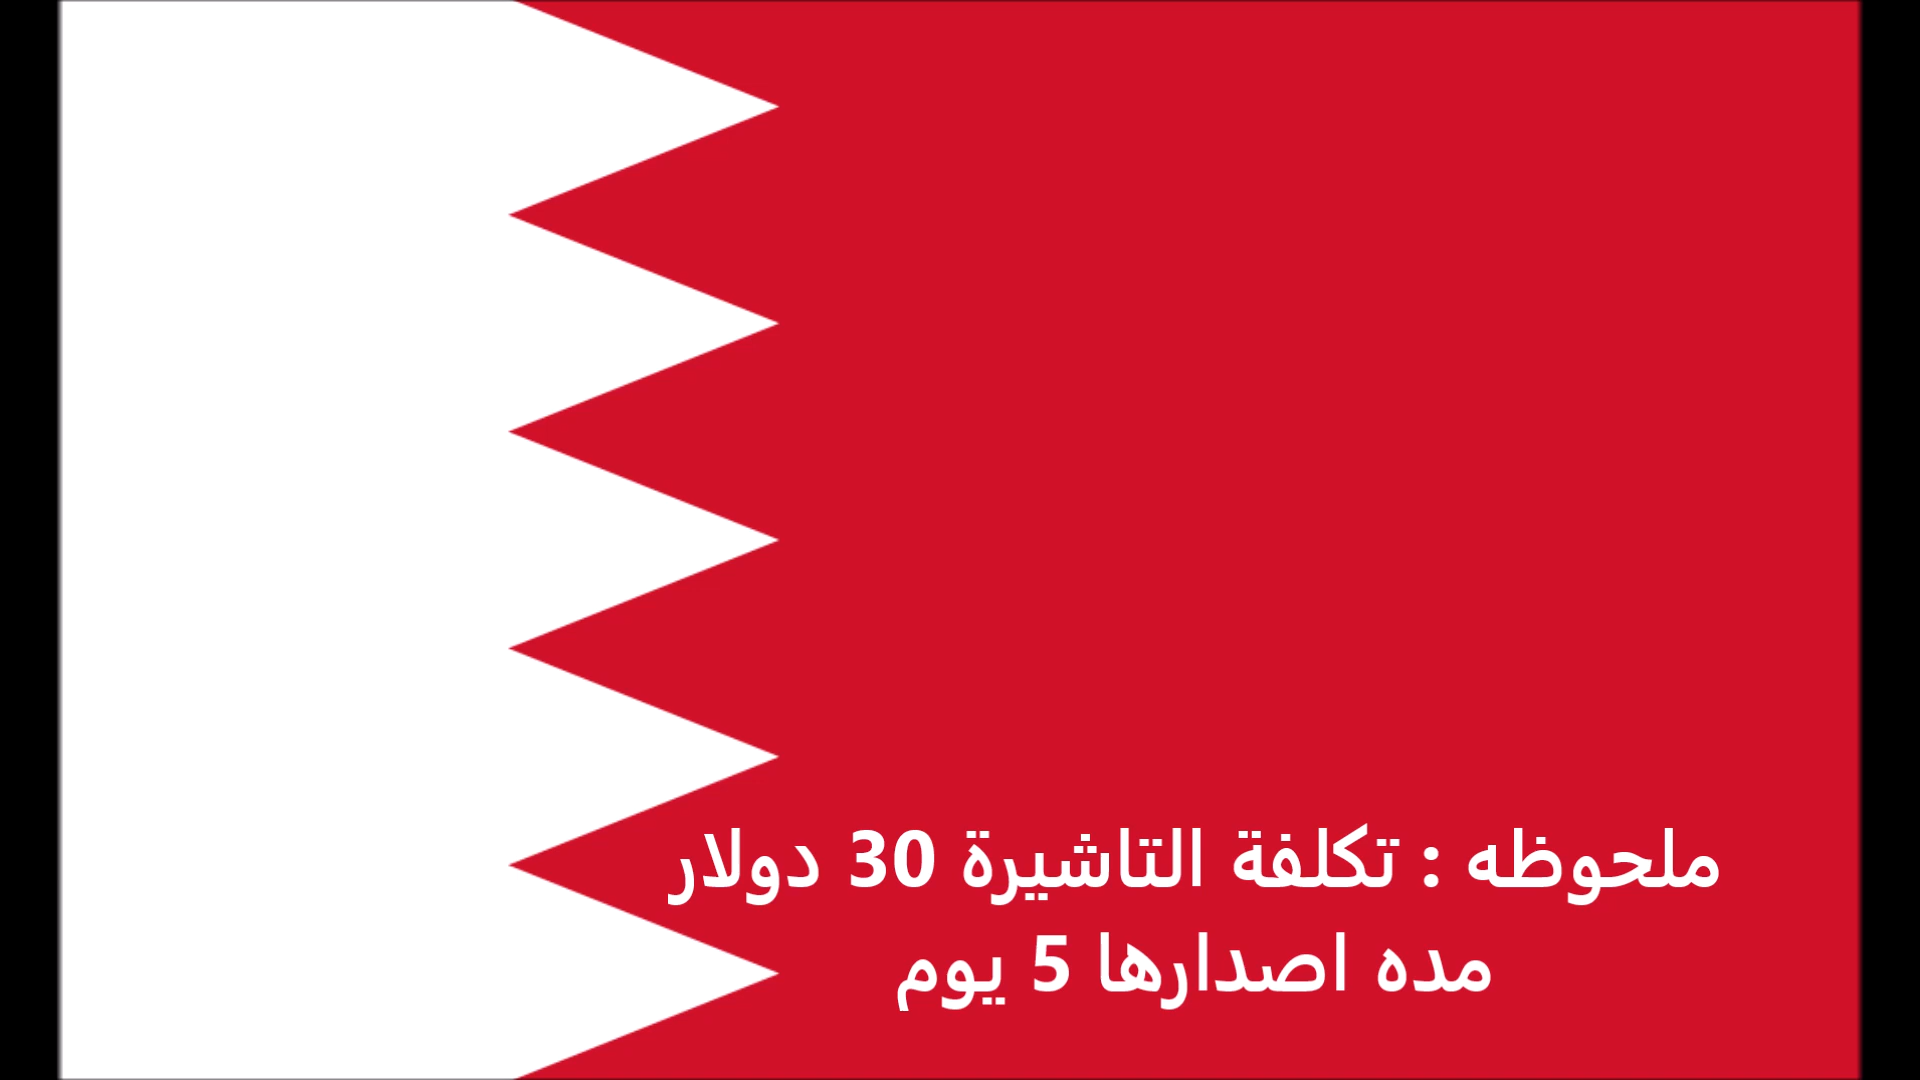 ملحوظه : تكلفة التاشيرة 30 دولار
مده اصدارها 5 يوم